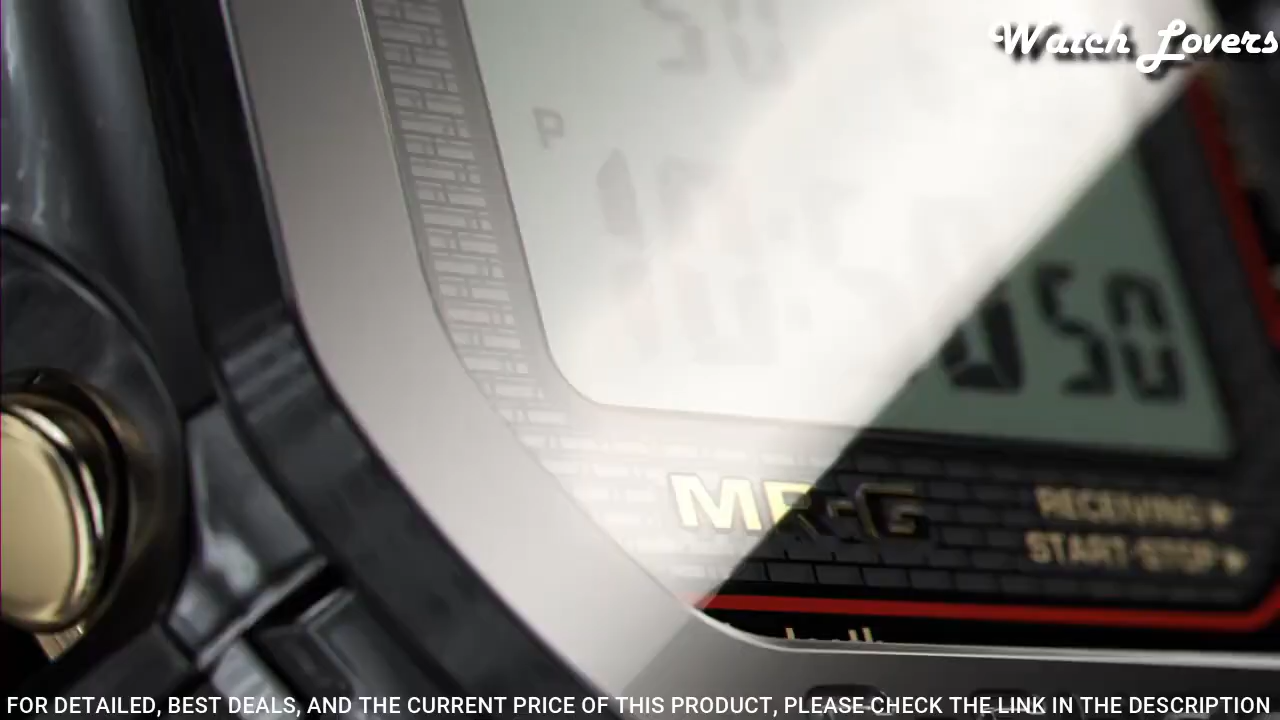 Watch Lovers
P
50
MR-G
RECEIVING
START·STOP
FOR DETAILED, BEST DEALS, AND THE CURRENT PRICE OF THIS PRODUCT, PLEASE CHECK THE LINK IN THE DESCRIPTION